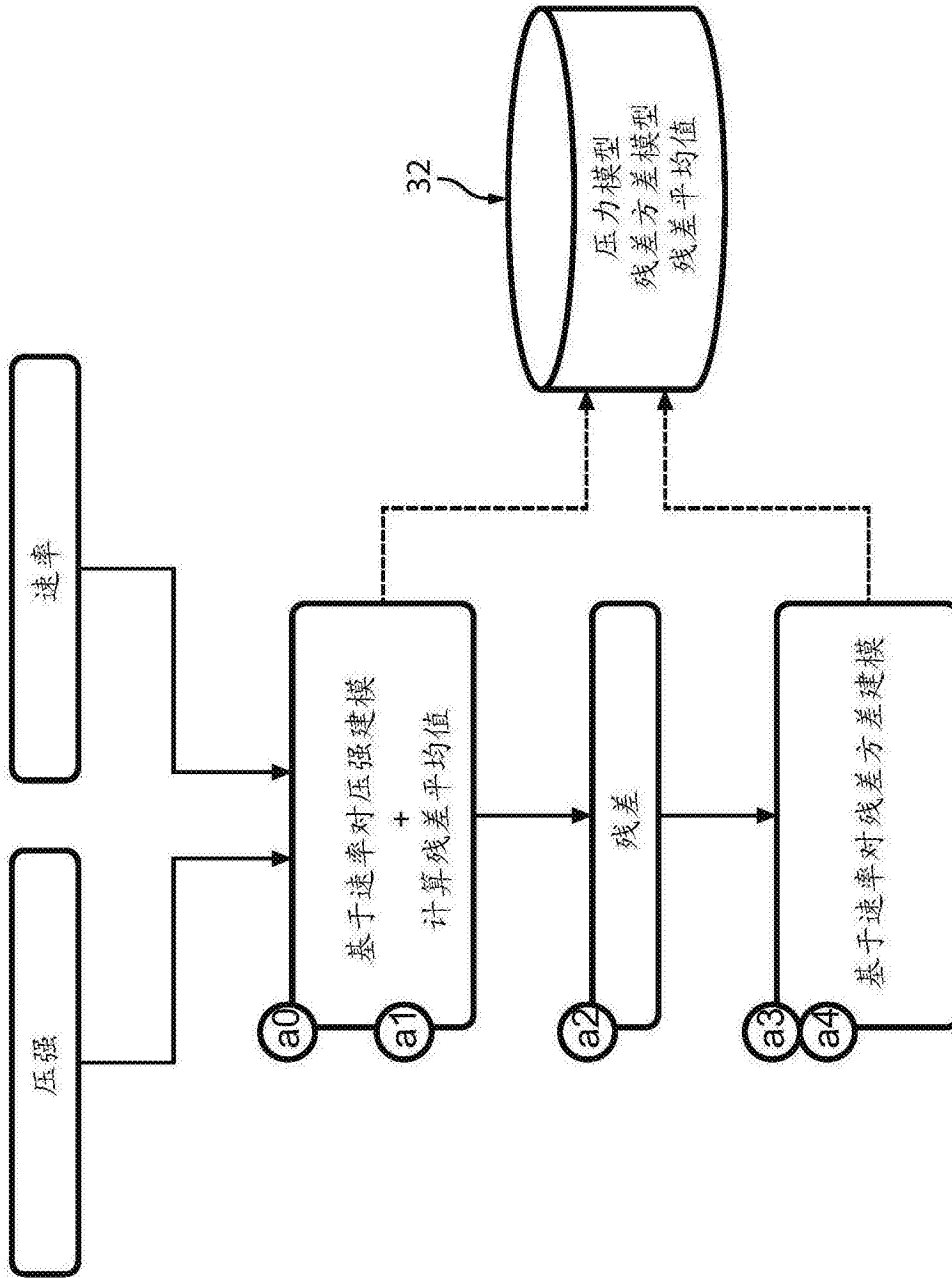 压强
速率
a0
a1
基于速率对压强建模
+
计算残差平均值
a2
残差
a3
a4
基于速率对残差方差建模
32
压力模型
残差方差模型
残差平均值